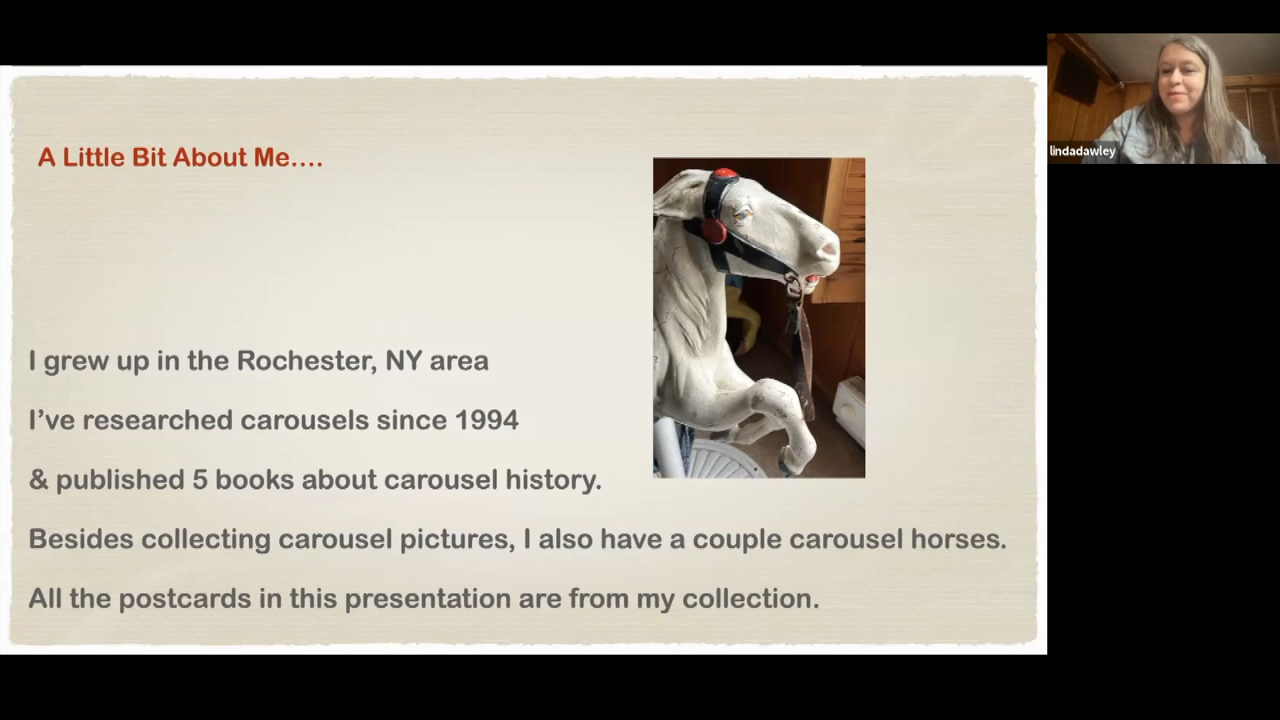 A Little Bit About Me....
I grew up in the Rochester, NY area
I've researched carousels since 1994
& published 5 books about carousel history.
Besides collecting carousel pictures, I also have a couple carousel horses.
All the postcards in this presentation are from my collection.
lindadawley